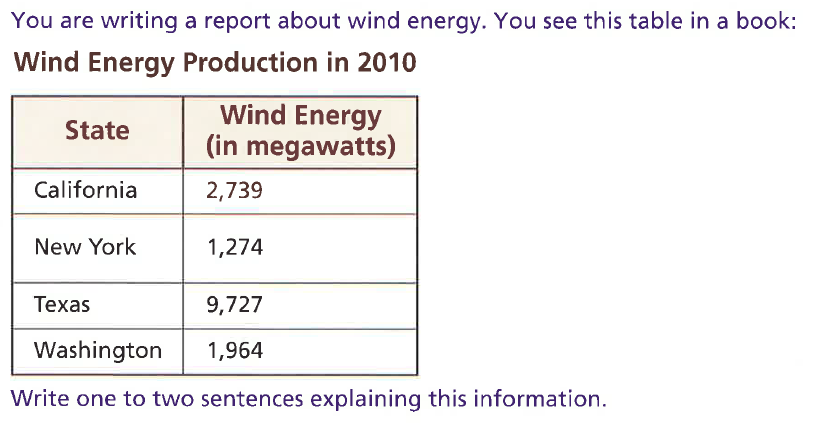 You are writing a report about wind energy. You see this table in a book:
Wind Energy Production in 2010
State
Wind Energy
(in megawatts)
California 2,739
New York 1,274
Texas 9,727
Washington 1,964
Write one to two sentences explaining this information.